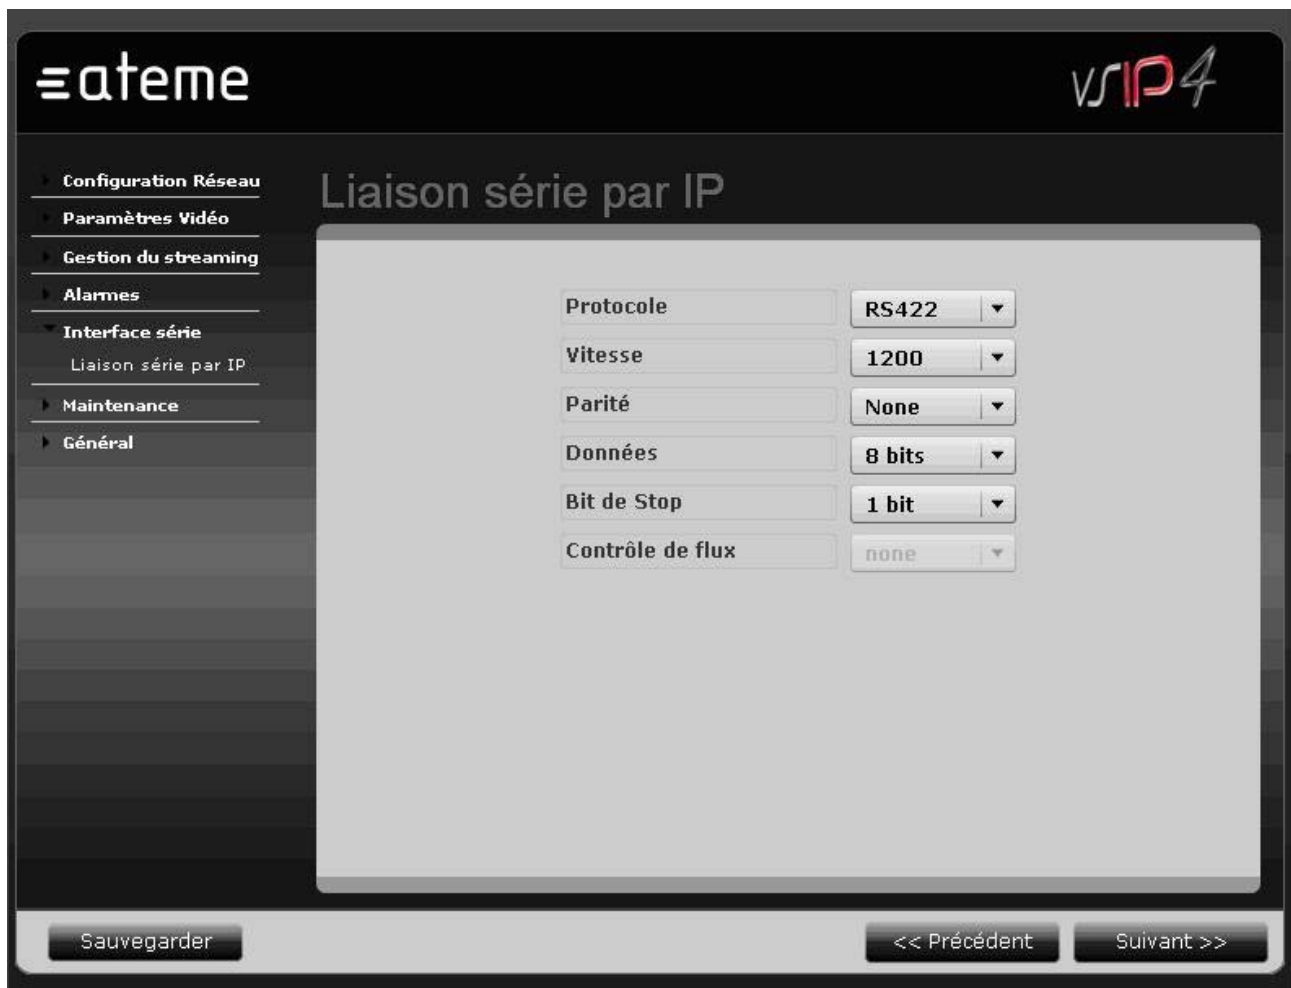 ateme
vsIP4
Configuration Réseau
Paramètres Vidéo
Gestion du streaming
Alarmes
Interface série
Liaison série par IP
Maintenance
Général
Liaison série par IP
Protocole RS422
Vitesse 1200
Parité None
Données 8 bits
Bit de Stop 1 bit
Contrôle de flux none
Sauvegarder << Précédent Suivant >>